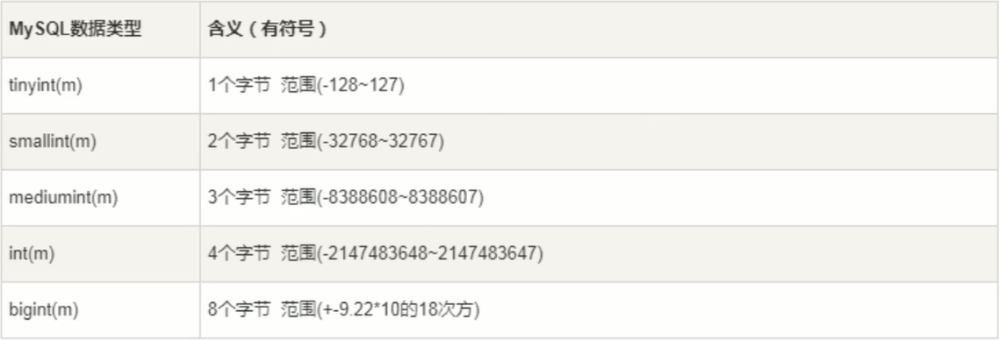 MySQL数据类型 含义（有符号）
tinyint(m) 1个字节 范围(-128~127)
smallint(m) 2个字节 范围(-32768~32767)
mediumint(m) 3个字节 范围(-8388608~8388607)
int(m) 4个字节 范围(-2147483648~2147483647)
bigint(m) 8个字节 范围(+-9.22*10的18次方)